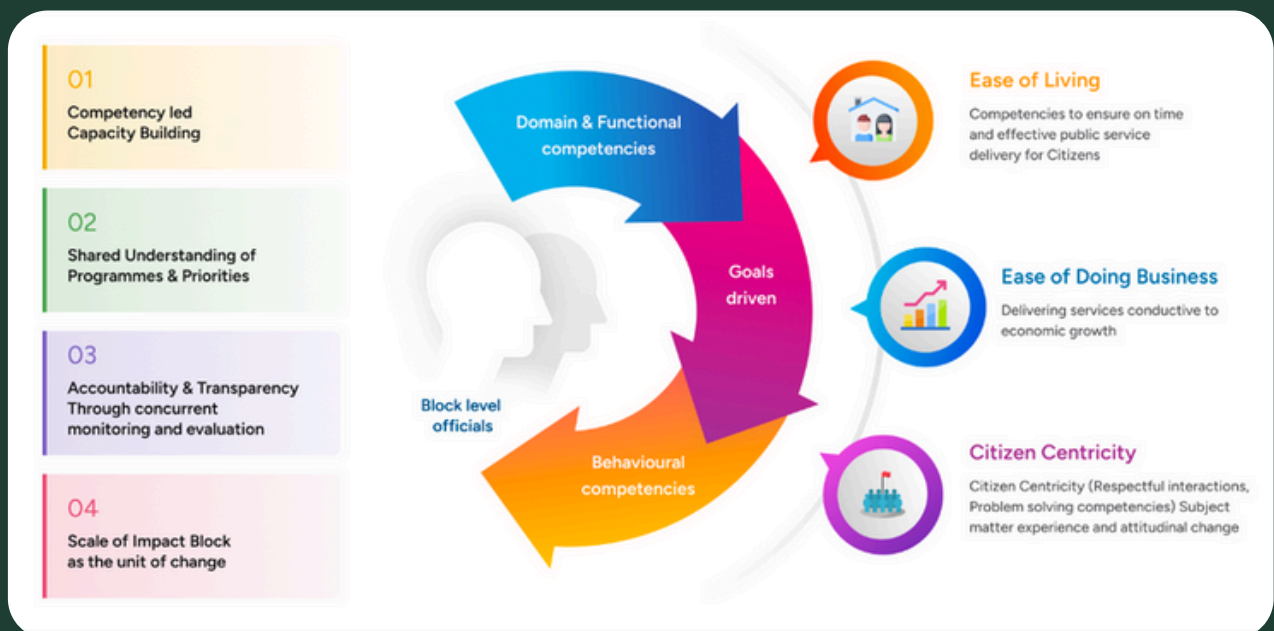 01
Competency led
Capacity Building
02
Shared Understanding of
Programmes & Priorities
03
Accountability & Transparency
Through concurrent
monitoring and evaluation
04
Scale of Impact Block
as the unit of change
Domain & Functional
competencies
Goals
driven
Behavioural
competencies
Block level
officials
Ease of Living
Competencies to ensure on time
and effective public service
delivery for Citizens
Ease of Doing Business
Delivering services conductive to
economic growth
Citizen Centricity
Citizen Centricity (Respectful interactions,
Problem solving competencies) Subject
matter experience and attitudinal change